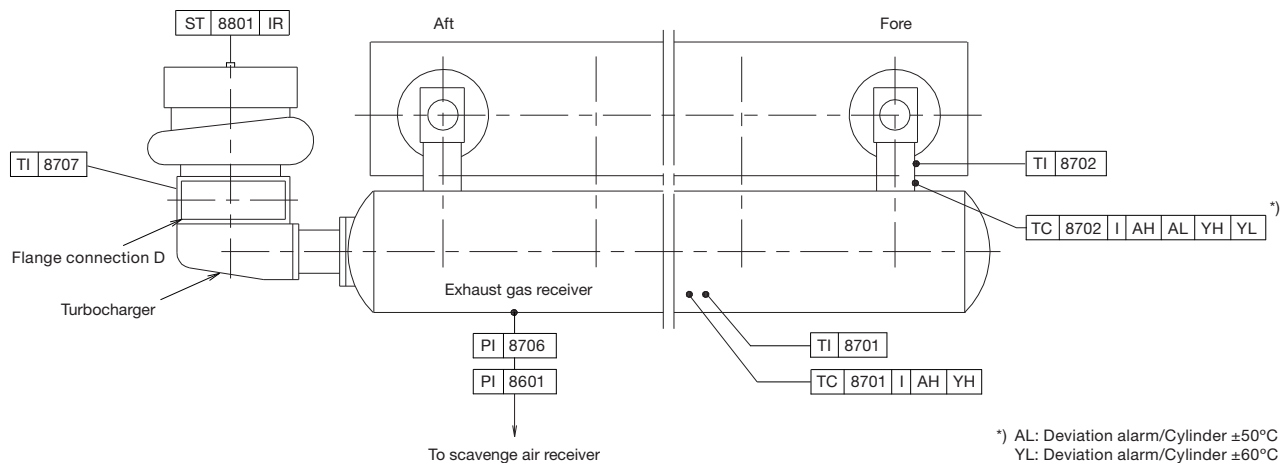 ST 8801 IR
Aft
Fore
TI 8707
TI 8702
*)
TC 8702 I AH AL YH YL
Flange connection D
Exhaust gas receiver
Turbocharger
PI 8706
TI 8701
PI 8601
TC 8701 I AH YH
To scavenge air receiver
*) AL: Deviation alarm/Cylinder ±50ºC
YL: Deviation alarm/Cylinder ±60ºC